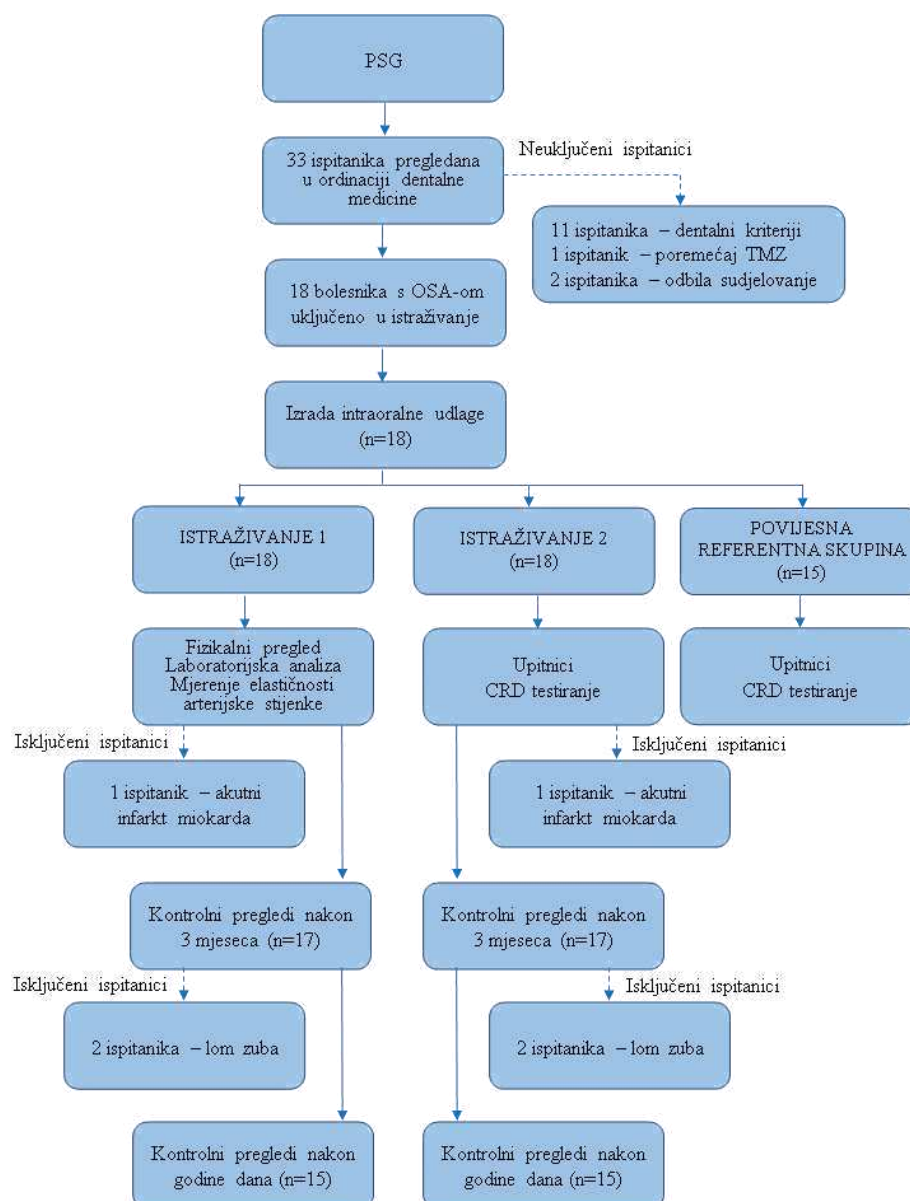 PSG
33 ispitanika pregledana
u ordinaciji dentalne
medicine
Neuključeni ispitanici
11 ispitanika – dentalni kriteriji
1 ispitanik – poremećaj TMZ
2 ispitanika – odbila sudjelovanje
18 bolesnika s OSA-om
uključeno u istraživanje
Izrada intraoralne udlage
(n=18)
ISTRAŽIVANJE 1
(n=18)
ISTRAŽIVANJE 2
(n=18)
POVIJESNA
REFERENTNA SKUPINA
(n=15)
Fizikalni pregled
Laboratorijska analiza
Mjerenje elastičnosti
arterijske stijenke
Upitnici
CRD testiranje
Upitnici
CRD testiranje
Isključeni ispitanici
Isključeni ispitanici
1 ispitanik – akutni
infarkt miokarda
1 ispitanik – akutni
infarkt miokarda
Kontrolni pregledi nakon
3 mjeseca (n=17)
Kontrolni pregledi nakon
3 mjeseca (n=17)
Isključeni ispitanici
Isključeni ispitanici
2 ispitanika – lom zuba
2 ispitanika – lom zuba
Kontrolni pregledi nakon
godine dana (n=15)
Kontrolni pregledi nakon
godine dana (n=15)